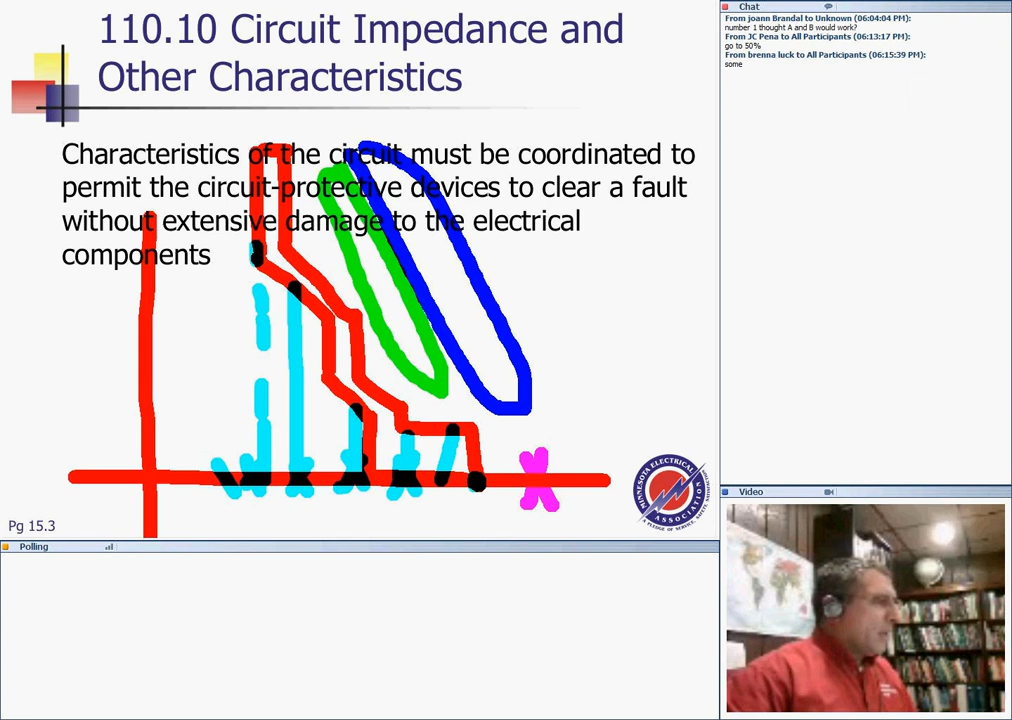 110.10 Circuit Impedance and
Other Characteristics
Characteristics of the circuit must be coordinated to
permit the circuit-protective devices to clear a fault
without extensive damage to the electrical
components
MINNESOTA ELECTRICAL
ASSOCIATION
Pg 15.3
Polling
Chat
From joann Brandal to Unknown (06:04:04 PM):
number 1 thought A and B would work?
From JC Pena to All Participants (06:13:17 PM):
go to 50%
From brenna luck to All Participants (06:15:39 PM):
some
Video